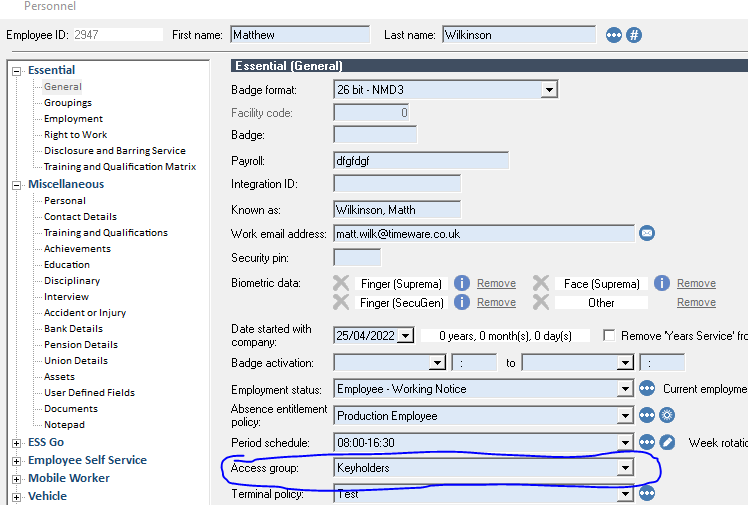 Personnel
Employee ID: 2947 First name: Matthew Last name: Wilkinson #
Essential
General
Groupings
Employment
Right to Work
Disclosure and Barring Service
Training and Qualification Matrix
Miscellaneous
Personal
Contact Details
Training and Qualifications
Achievements
Education
Disciplinary
Interview
Accident or Injury
Bank Details
Pension Details
Union Details
Assets
User Defined Fields
Documents
Notepad
ESS Go
Employee Self Service
Mobile Worker
Vehicle
Essential (General)
Badge format: 26 bit - NMD3
Facility code: 0
Badge:
Payroll: dfgfdgf
Integration ID:
Known as: Wilkinson, Matth
Work email address: matt.wilk@timeware.co.uk
Security pin:
Biometric data: Finger (Suprema) i Remove Face (Suprema) i Remove
Finger (SecuGen) i Remove Other Remove
Date started with
company: 25/04/2022 0 years, 0 month(s), 0 day(s) Remove 'Years Service' fro
Badge activation: : to :
Employment status: Employee - Working Notice Current employme
Absence entitlement
policy: Production Employee
Period schedule: 08:00-16:30 Week rotatio
Access group: Keyholders
Terminal policy: Test